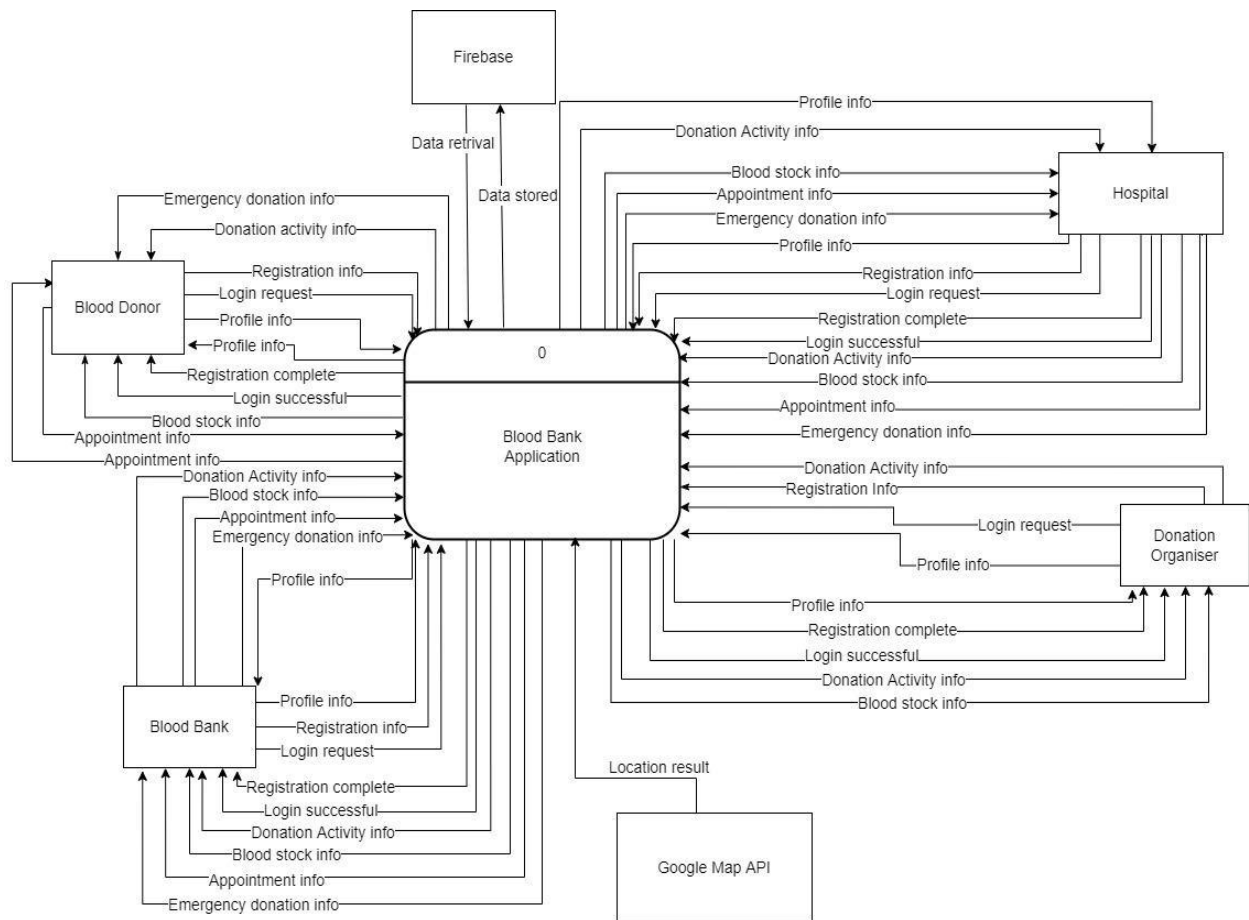 Firebase
Profile info
Donation Activity info
Data retrival
Blood stock info
Emergency donation info
Data stored
Appointment info
Hospital
Emergency donation info
Donation activity info
Profile info
Registration info
Registration info
Login request
Login request
Blood Donor
Profile info
Registration complete
Profile info
Login successful
0
Donation Activity info
Registration complete
Blood stock info
Login successful
Appointment info
Blood stock info
Appointment info
Emergency donation info
Blood Bank
Application
Appointment info
Donation Activity info
Donation Activity info
Blood stock info
Registration Info
Appointment info
Login request
Donation
Organiser
Emergency donation info
Profile info
Profile info
Profile info
Registration complete
Login successful
Donation Activity info
Blood stock info
Profile info
Blood Bank
Registration info
Login request
Location result
Registration complete
Login successful
Donation Activity info
Blood stock info
Google Map API
Appointment info
Emergency donation info